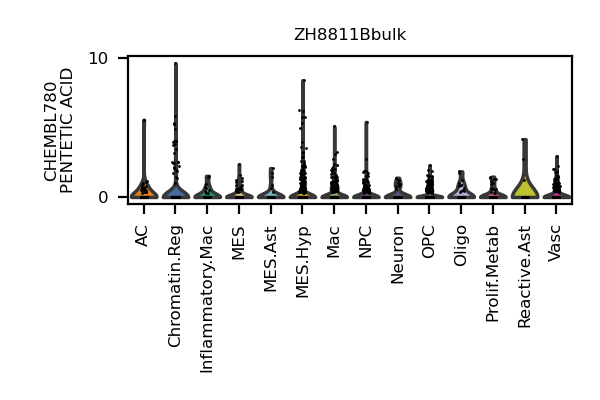 ZH8811Bbulk
CHEMBL780
PENTETIC ACID
10
0
AC
Chromatin.Reg
Inflammatory.Mac
MES
MES.Ast
MES.Hyp
Mac
NPC
Neuron
OPC
Oligo
Prolif.Metab
Reactive.Ast
Vasc